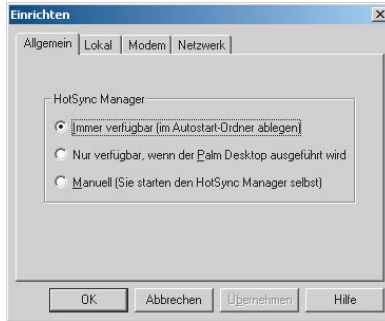 Einrichten
Allgemein Lokal Modem Netzwerk
HotSync Manager
Immer verfügbar (im Autostart-Ordner ablegen)
Nur verfügbar, wenn der Palm Desktop ausgeführt wird
Manuell (Sie starten den HotSync Manager selbst)
OK Abbrechen Übernehmen Hilfe